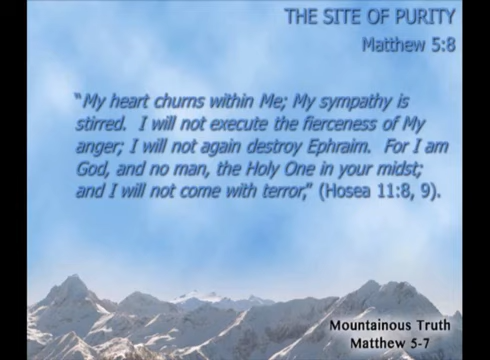 THE SITE OF PURITY
Matthew 5:8
"My heart churns within Me; My sympathy is
stirred. I will not execute the fierceness of My
anger; I will not again destroy Ephraim. For I am
God, and no man, the Holy One in your midst;
and I will not come with terror," (Hosea 11:8, 9).
Mountainous Truth
Matthew 5-7